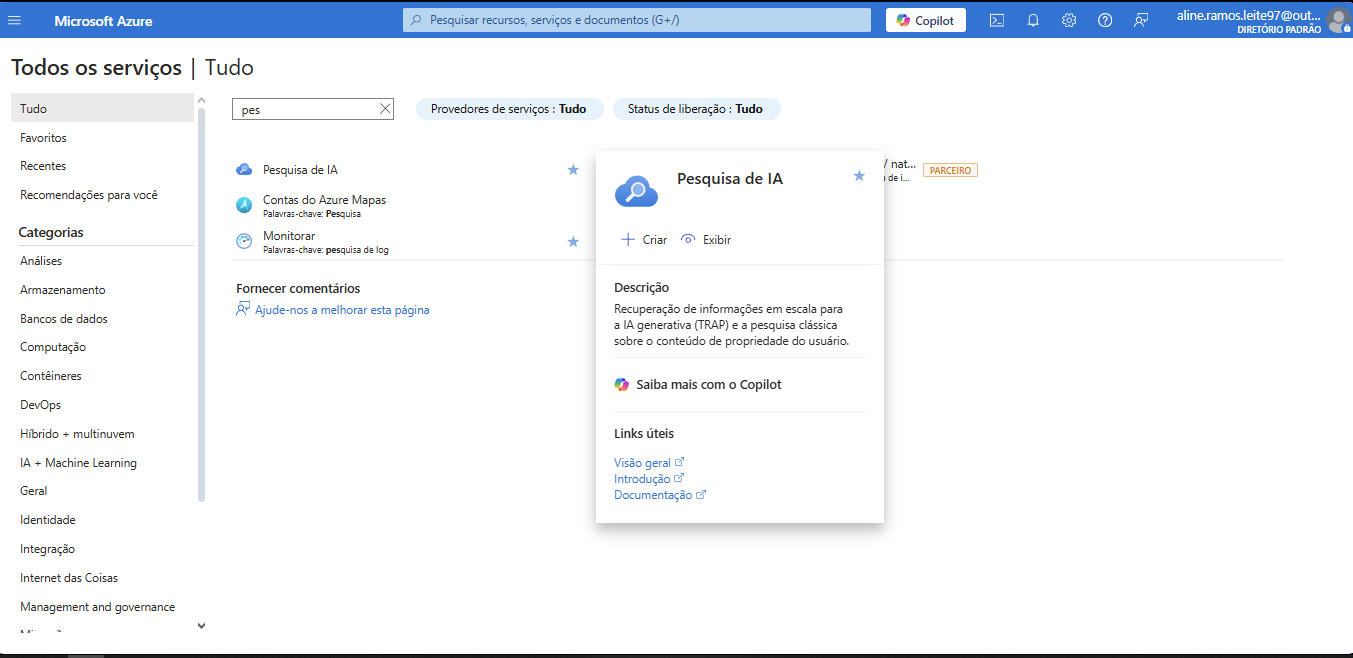 Microsoft Azure
Pesquisar recursos, serviços e documentos (G+/)
Copilot
aline.ramos.leite97@out...
DIRETÓRIO PADRÃO
Todos os serviços | Tudo
Tudo
Favoritos
Recentes
Recomendações para você
Categorias
Análises
Armazenamento
Bancos de dados
Computação
Contêineres
DevOps
Híbrido + multinuvem
IA + Machine Learning
Geral
Identidade
Integração
Internet das Coisas
Management and governance
pes
Provedores de serviços : Tudo
Status de liberação : Tudo
Pesquisa de IA
Contas do Azure Mapas
Palavras-chave: Pesquisa
Monitorar
Palavras-chave: pesquisa de log
Fornecer comentários
Ajude-nos a melhorar esta página
Pesquisa de IA
Criar
Exibir
Descrição
Recuperação de informações em escala para
a IA generativa (TRAP) e a pesquisa clássica
sobre o conteúdo de propriedade do usuário.
Saiba mais com o Copilot
Links úteis
Visão geral
Introdução
Documentação
/ nat...
de i...
PARCEIRO